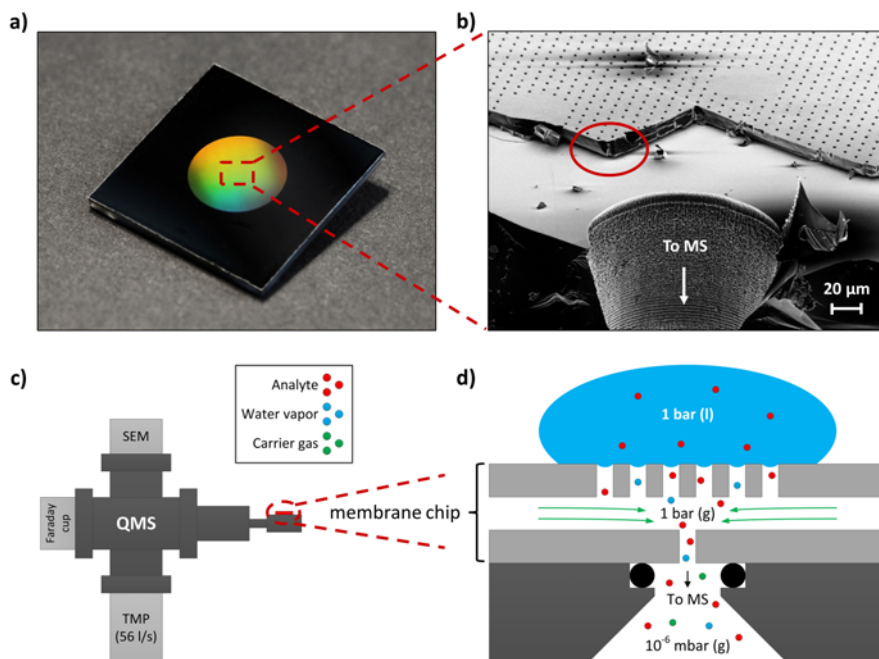 a)
b)
To MS
20 µm
c)
Analyte
Water vapor
Carrier gas
SEM
Faraday
cup
QMS
TMP
(56 l/s)
membrane chip
d)
1 bar (l)
1 bar (g)
To MS
10⁻⁶ mbar (g)